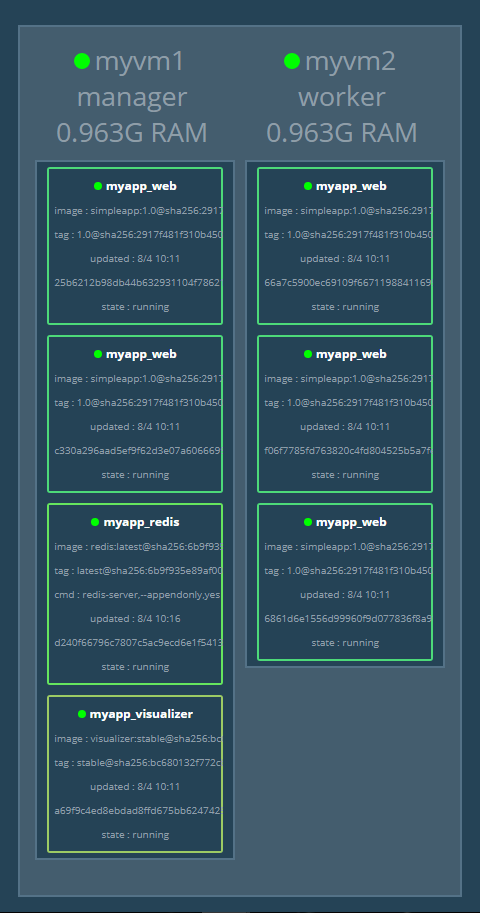 myvm1
manager
0.963G RAM
myapp_web
image : simpleapp:1.0@sha256:2917
tag : 1.0@sha256:2917f481f310b450
updated : 8/4 10:11
25b6212b98db44b632931104f7862
state : running
myapp_web
image : simpleapp:1.0@sha256:2917
tag : 1.0@sha256:2917f481f310b450
updated : 8/4 10:11
c330a296aad5ef9f62d3e07a606669
state : running
myapp_redis
image : redis:latest@sha256:6b9f935
tag : latest@sha256:6b9f935e89af00
cmd : redis-server,--appendonly,yes
updated : 8/4 10:16
d240f66796c7807c5ac9ecd6e1f5413
state : running
myapp_visualizer
image : visualizer:stable@sha256:bc
tag : stable@sha256:bc680132f772c
updated : 8/4 10:11
a69f9c4ed8ebdad8ffd675bb624742
state : running
myvm2
worker
0.963G RAM
myapp_web
image : simpleapp:1.0@sha256:2917
tag : 1.0@sha256:2917f481f310b450
updated : 8/4 10:11
66a7c5900ec69109f6671198841169
state : running
myapp_web
image : simpleapp:1.0@sha256:2917
tag : 1.0@sha256:2917f481f310b450
updated : 8/4 10:11
f06f7785fd763820c4fd804525b5a7f
state : running
myapp_web
image : simpleapp:1.0@sha256:2917
tag : 1.0@sha256:2917f481f310b450
updated : 8/4 10:11
6861d6e1556d99960f9d077836f8a9
state : running